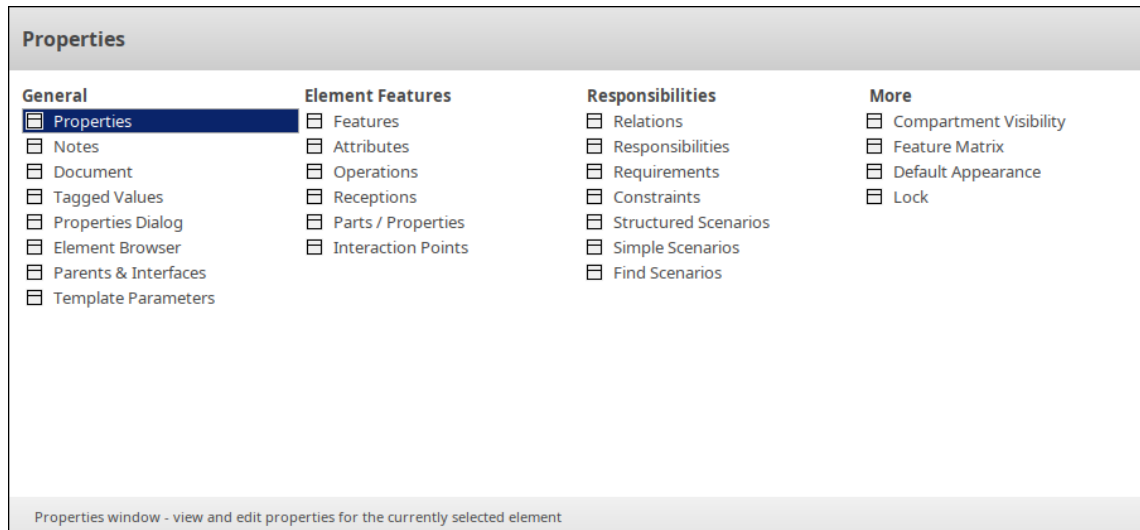 Properties
General
Properties
Notes
Document
Tagged Values
Properties Dialog
Element Browser
Parents & Interfaces
Template Parameters
Element Features
Features
Attributes
Operations
Receptions
Parts / Properties
Interaction Points
Responsibilities
Relations
Responsibilities
Requirements
Constraints
Structured Scenarios
Simple Scenarios
Find Scenarios
More
Compartment Visibility
Feature Matrix
Default Appearance
Lock
Properties window - view and edit properties for the currently selected element